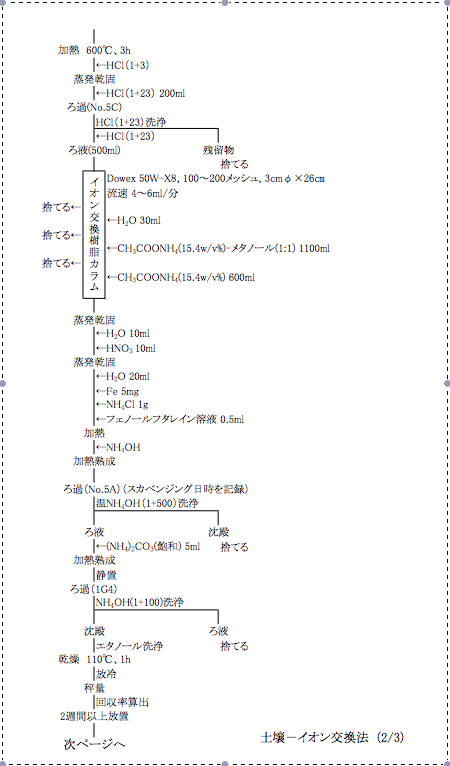 加熱 600℃、3h
←HCl(1+3)
蒸発乾固
←HCl(1+23) 200ml
ろ過(No.5C)
HCl(1+23)洗浄
←HCl(1+23)
ろ液(500ml) 残留物
捨てる
イオン交換樹脂カラム
Dowex 50W-X8, 100～200メッシュ, 3cmφ×26cm
流速 4～6ml/分
捨てる←
←H₂O 30ml
捨てる←
←CH₃COONH₄(15.4w/v%)-メタノール(1:1) 1100ml
捨てる←
←CH₃COONH₄(15.4w/v%) 600ml
蒸発乾固
←H₂O 10ml
←HNO₃ 10ml
蒸発乾固
←H₂O 20ml
←Fe 5mg
←NH₄Cl 1g
←フェノールフタレイン溶液 0.5ml
加熱
←NH₄OH
加熱熟成
ろ過(No.5A)(スカベンジング日時を記録)
温NH₄OH(1+500)洗浄
ろ液 沈殿
←(NH₄)₂CO₃(飽和) 5ml 捨てる
加熱熟成
静置
ろ過(1G4)
NH₄OH(1+100)洗浄
沈殿 ろ液
エタノール洗浄 捨てる
乾燥 110℃、1h
放冷
秤量
回収率算出
2週間以上放置
次ページへ
土壌－イオン交換法 (2/3)